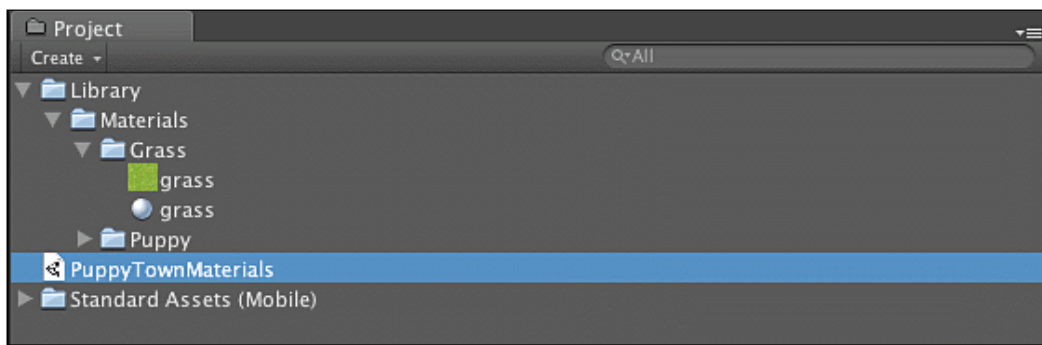 Project
Create
All
Library
Materials
Grass
grass
grass
Puppy
PuppyTownMaterials
Standard Assets (Mobile)